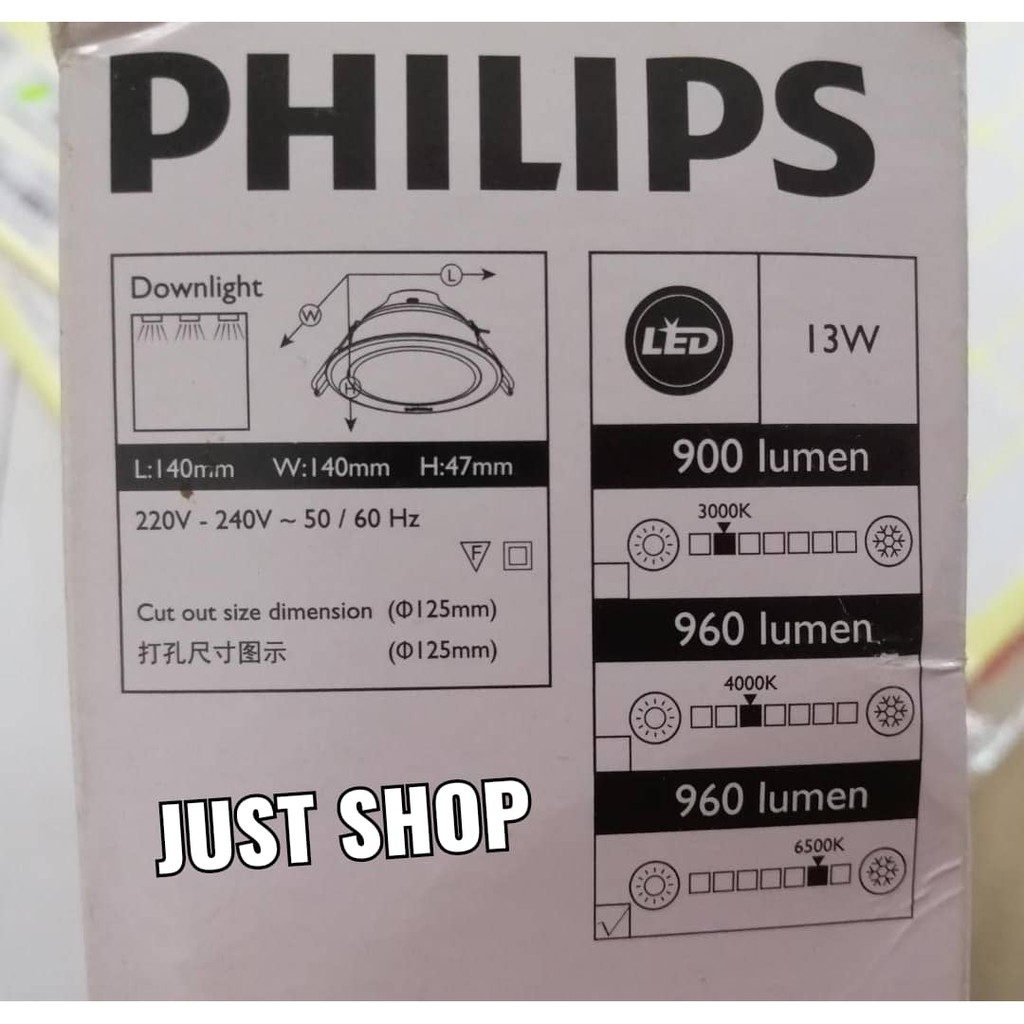 PHILIPS
Downlight
L
W
H
L:140mm W:140mm H:47mm
220V - 240V ~ 50 / 60 Hz
F
Cut out size dimension (Φ125mm)
打孔尺寸图示 (Φ125mm)
LED
13W
900 lumen
3000K
960 lumen
4000K
960 lumen
6500K
JUST SHOP